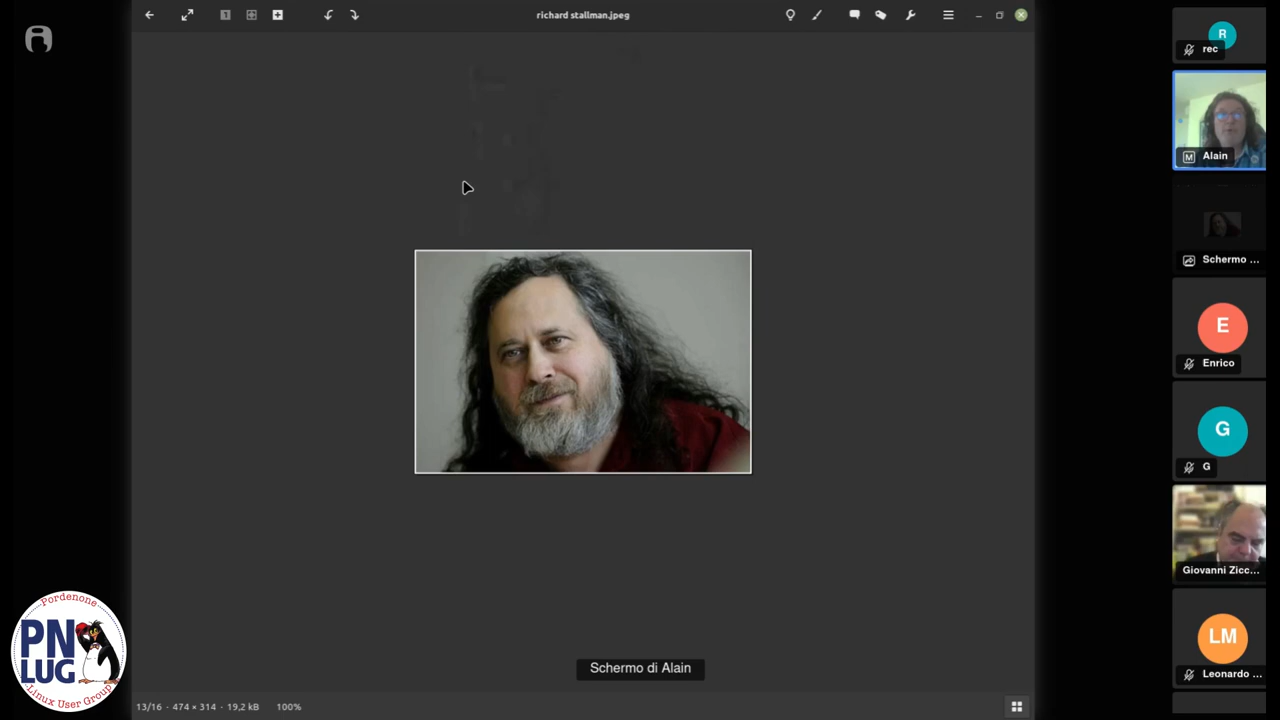 richard stallman.jpeg
R
rec
M
Alain
Schermo ...
E
Enrico
G
G
Giovanni Zicc...
LM
Leonardo ...
Pordenone
PN
LUG
Linux User Group
Schermo di Alain
13/16 · 474 × 314 · 19,2 kB 100%